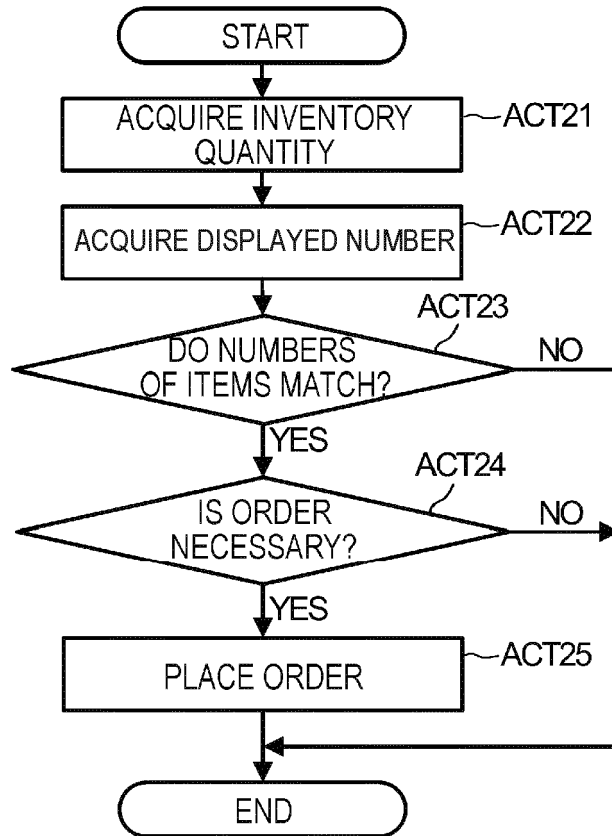 START
ACQUIRE INVENTORY
QUANTITY
ACT21
ACQUIRE DISPLAYED NUMBER
ACT22
ACT23
DO NUMBERS
OF ITEMS MATCH?
NO
YES
ACT24
IS ORDER
NECESSARY?
NO
YES
PLACE ORDER
ACT25
END